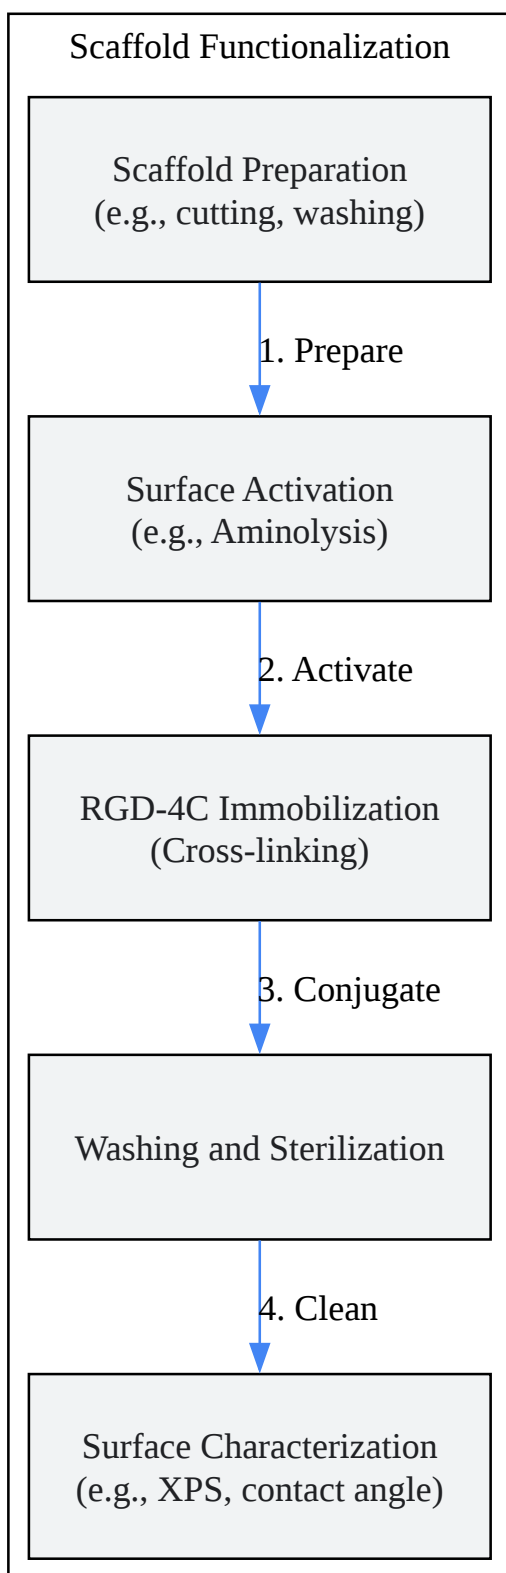 Scaffold Functionalization
Scaffold Preparation
(e.g., cutting, washing)
1. Prepare
Surface Activation
(e.g., Aminolysis)
2. Activate
RGD-4C Immobilization
(Cross-linking)
3. Conjugate
Washing and Sterilization
4. Clean
Surface Characterization
(e.g., XPS, contact angle)